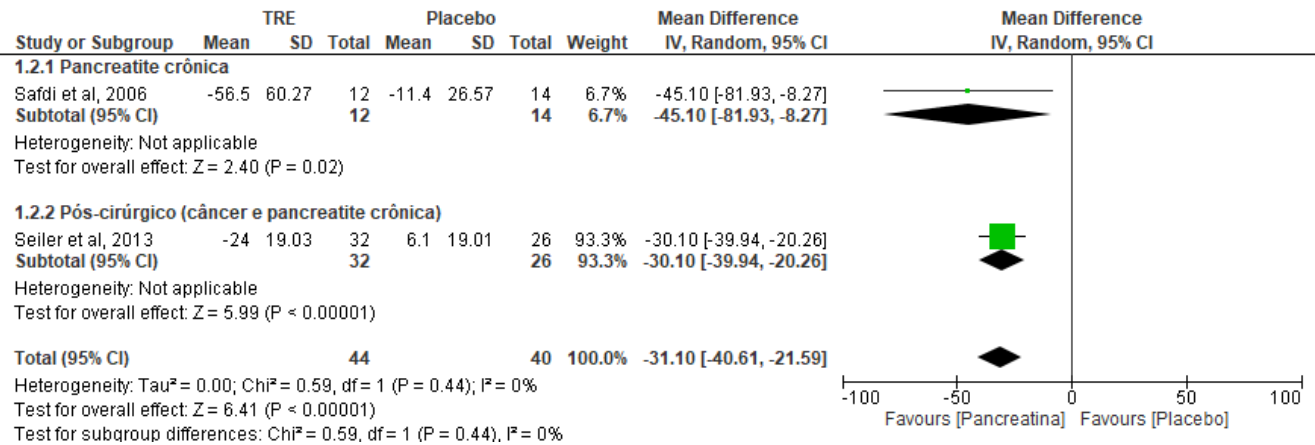 TRE Placebo Mean Difference Mean Difference
Study or Subgroup Mean SD Total Mean SD Total Weight IV, Random, 95% CI IV, Random, 95% CI
1.2.1 Pancreatite crônica
Safdi et al, 2006 -56.5 60.27 12 -11.4 26.57 14 6.7% -45.10 [-81.93, -8.27]
Subtotal (95% CI) 12 14 6.7% -45.10 [-81.93, -8.27]
Heterogeneity: Not applicable
Test for overall effect: Z = 2.40 (P = 0.02)
1.2.2 Pós-cirúrgico (câncer e pancreatite crônica)
Seiler et al, 2013 -24 19.03 32 6.1 19.01 26 93.3% -30.10 [-39.94, -20.26]
Subtotal (95% CI) 32 26 93.3% -30.10 [-39.94, -20.26]
Heterogeneity: Not applicable
Test for overall effect: Z = 5.99 (P < 0.00001)
Total (95% CI) 44 40 100.0% -31.10 [-40.61, -21.59]
Heterogeneity: Tau² = 0.00; Chi² = 0.59, df = 1 (P = 0.44); I² = 0%
Test for overall effect: Z = 6.41 (P < 0.00001)
Test for subgroup differences: Chi² = 0.59, df = 1 (P = 0.44), I² = 0%
-100 -50 0 50 100
Favours [Pancreatina] Favours [Placebo]